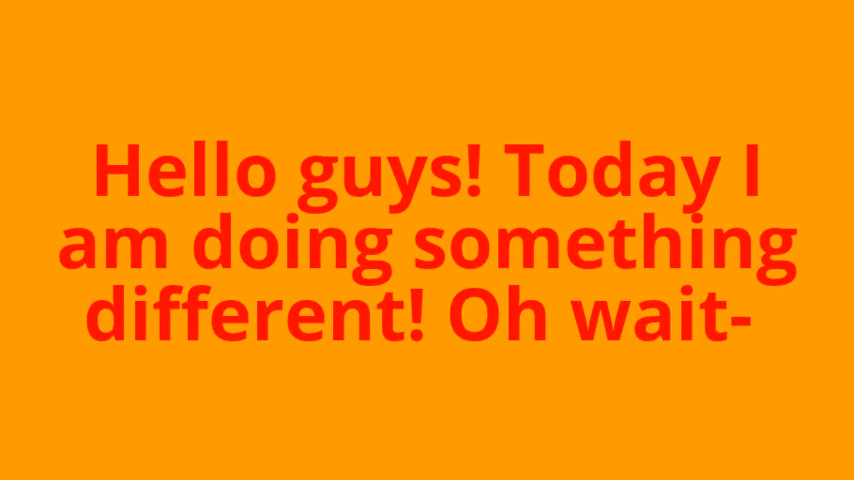 Hello guys! Today I
am doing something
different! Oh wait-